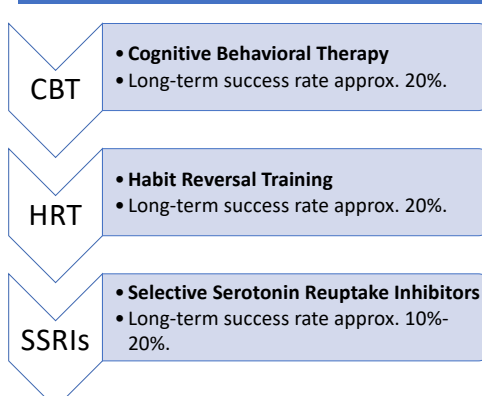 CBT
• Cognitive Behavioral Therapy
• Long-term success rate approx. 20%.
HRT
• Habit Reversal Training
• Long-term success rate approx. 20%.
SSRIs
• Selective Serotonin Reuptake Inhibitors
• Long-term success rate approx. 10%-
20%.